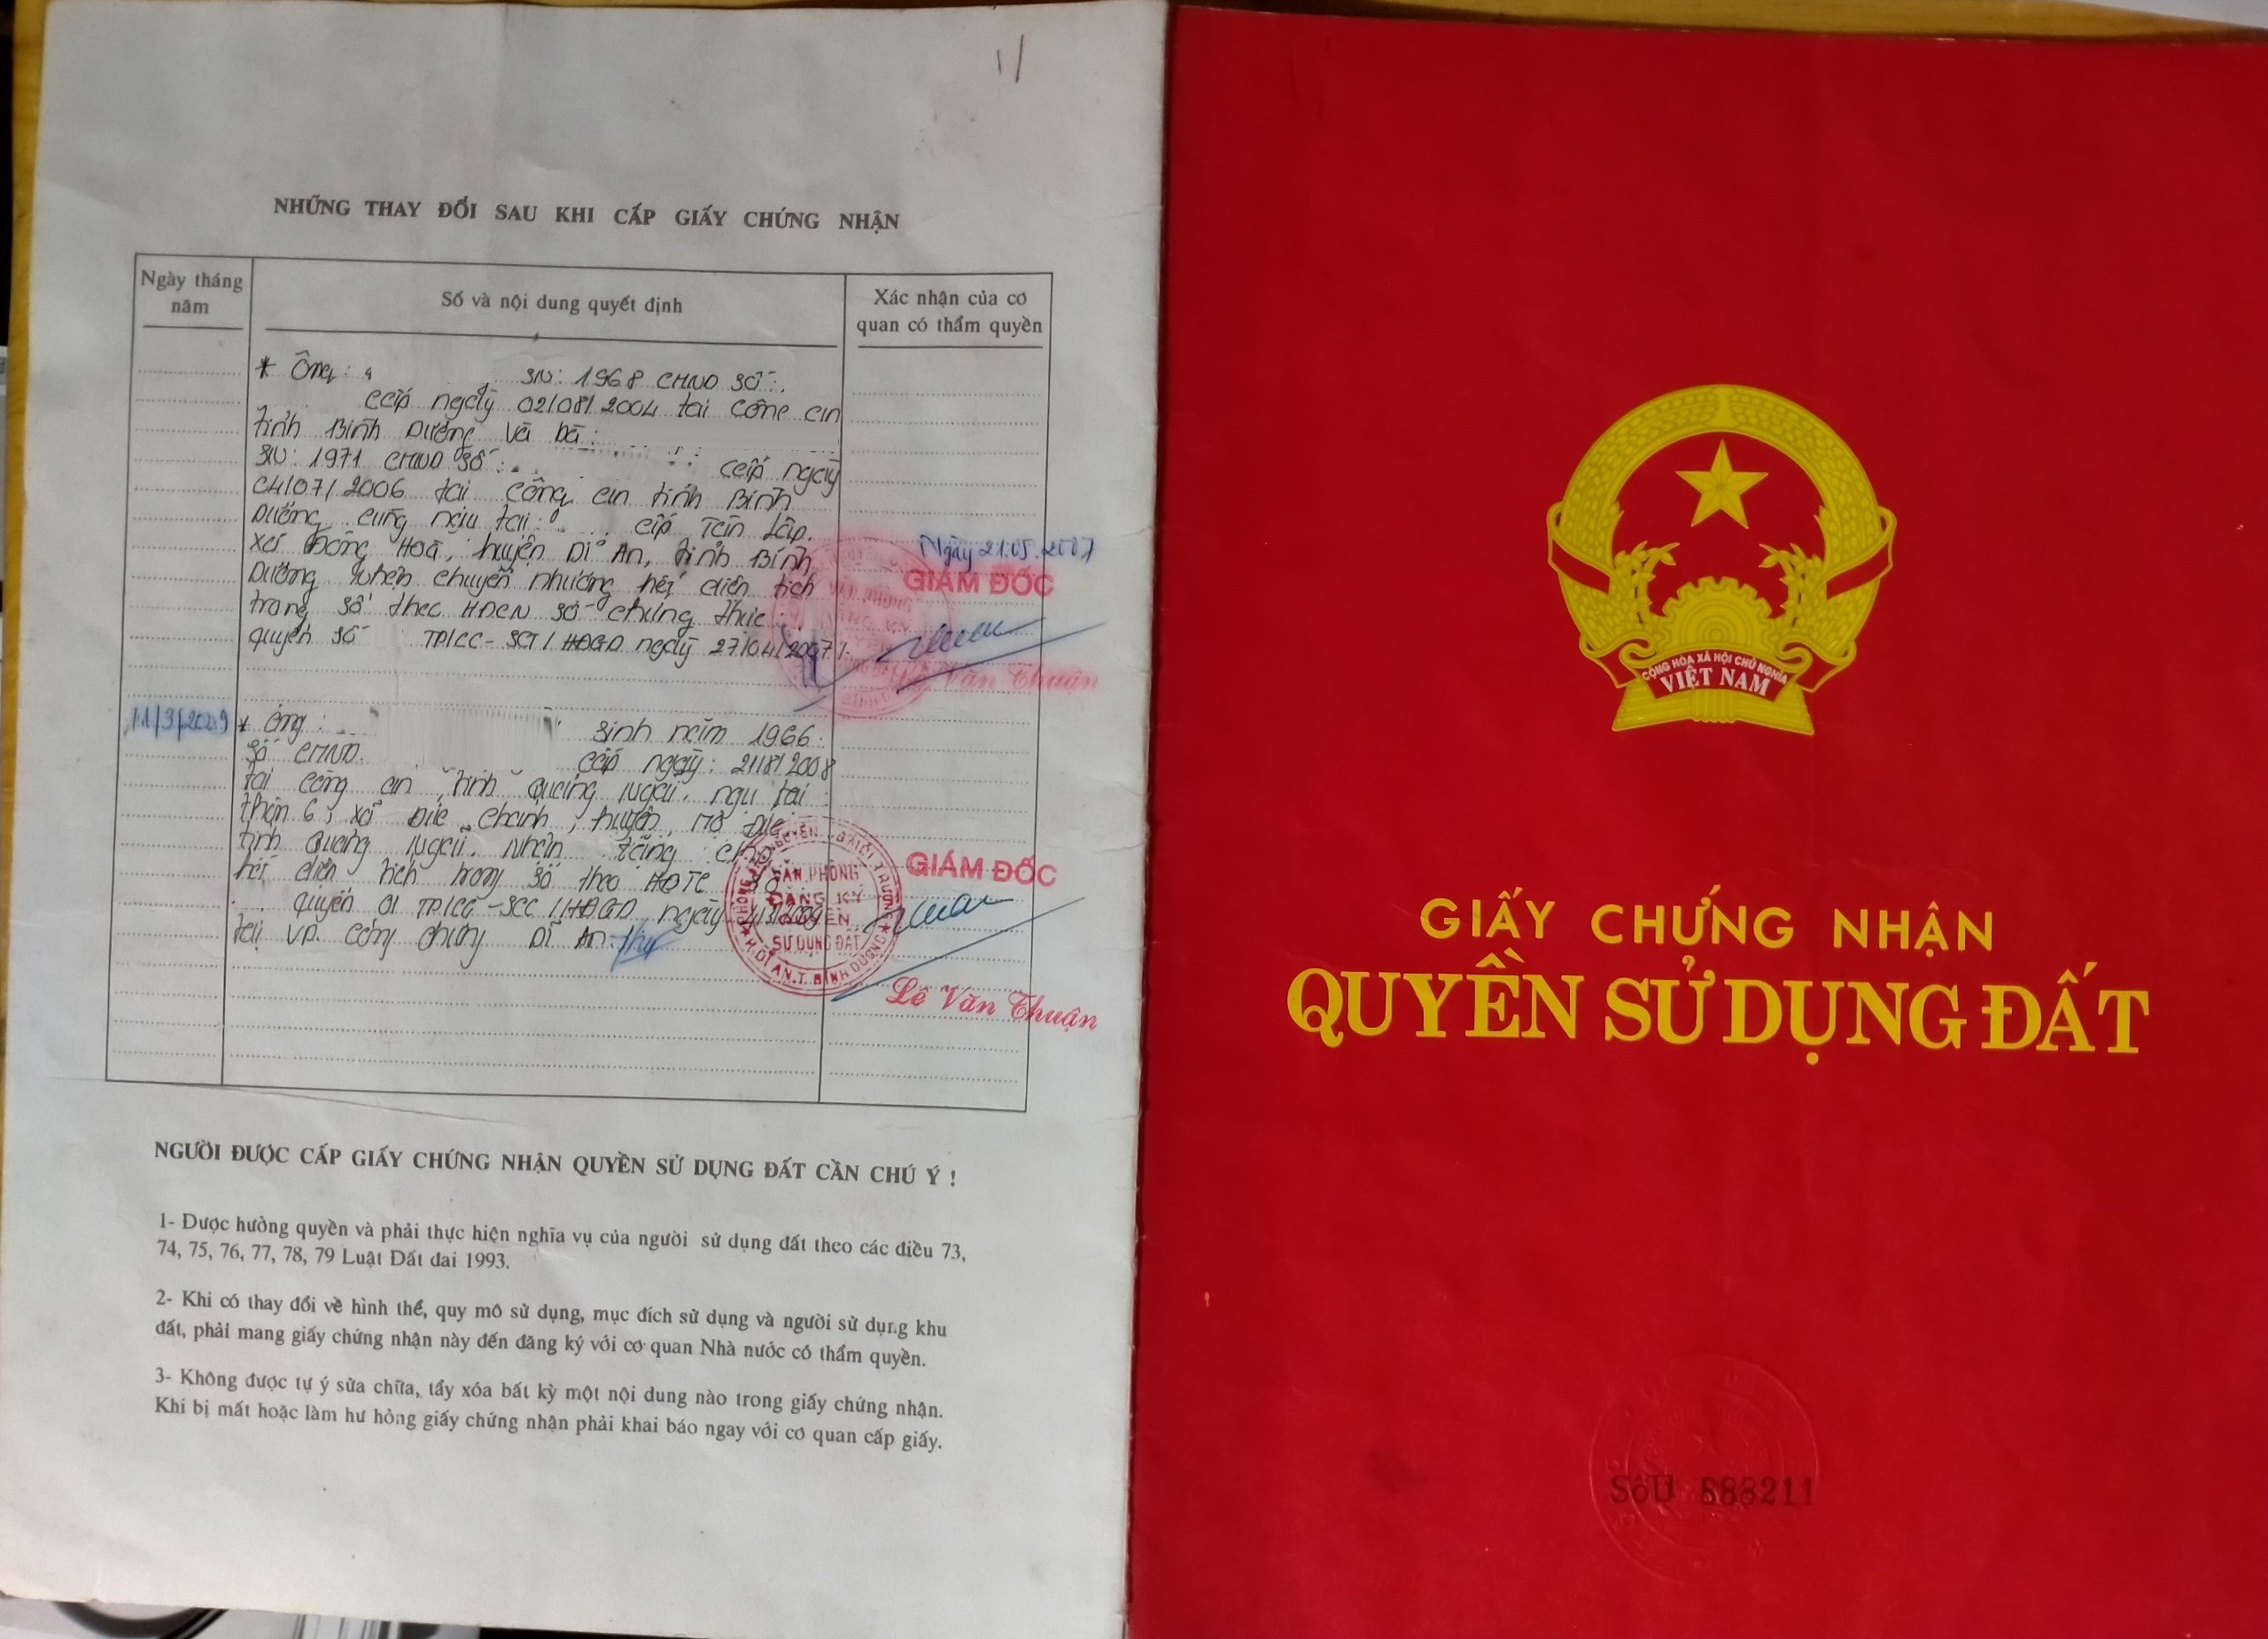 NHỮNG THAY ĐỔI SAU KHI CẤP GIẤY CHỨNG NHẬN
Ngày tháng năm
Số và nội dung quyết định
Xác nhận của cơ quan có thẩm quyền
* Ông: SN: 1968 CMND số:
cấp ngày 02/08/2004 tại công an
tỉnh Bình Dương và bà:
SN: 1971 CMND số: cấp ngày
04/07/2006 tại công an tỉnh Bình
Dương cùng ngụ tại: ấp Tân Lập.
xã Đông Hoà, huyện Dĩ An, tỉnh Bình
Dương nhận chuyển nhượng hết diện tích
trong sổ theo HĐCN số chứng thực
quyển số TP/CC-SCT/HĐGD ngày 27/04/2007
Ngày 21.05.2007
GIÁM ĐỐC
Lê Văn Thuận
11/3/2009 * Ông: sinh năm 1966.
Số CMND. cấp ngày: 21/8/2008
tại công an tỉnh Quảng Ngãi. ngụ tại
thôn 6, xã Đức Chánh, huyện Mộ Đức
tỉnh Quảng Ngãi. Nhận tặng cho
hết diện tích trong sổ theo HĐTC số
quyển 01 TP/CC-SCC/HĐGD ngày 4/3/2009
tại VP. công chứng Dĩ An.
VĂN PHÒNG
ĐĂNG KÝ
QUYỀN
SỬ DỤNG ĐẤT
H. DĨ AN. T. BÌNH DƯƠNG
GIÁM ĐỐC
Lê Văn Thuận
NGƯỜI ĐƯỢC CẤP GIẤY CHỨNG NHẬN QUYỀN SỬ DỤNG ĐẤT CẦN CHÚ Ý !
1- Được hưởng quyền và phải thực hiện nghĩa vụ của người sử dụng đất theo các điều 73,
74, 75, 76, 77, 78, 79 Luật Đất đai 1993.
2- Khi có thay đổi về hình thể, quy mô sử dụng, mục đích sử dụng và người sử dụng khu
đất, phải mang giấy chứng nhận này đến đăng ký với cơ quan Nhà nước có thẩm quyền.
3- Không được tự ý sửa chữa, tẩy xóa bất kỳ một nội dung nào trong giấy chứng nhận.
Khi bị mất hoặc làm hư hỏng giấy chứng nhận phải khai báo ngay với cơ quan cấp giấy.
CỘNG HÒA XÃ HỘI CHỦ NGHĨA
VIỆT NAM
GIẤY CHỨNG NHẬN
QUYỀN SỬ DỤNG ĐẤT
Số U 688211